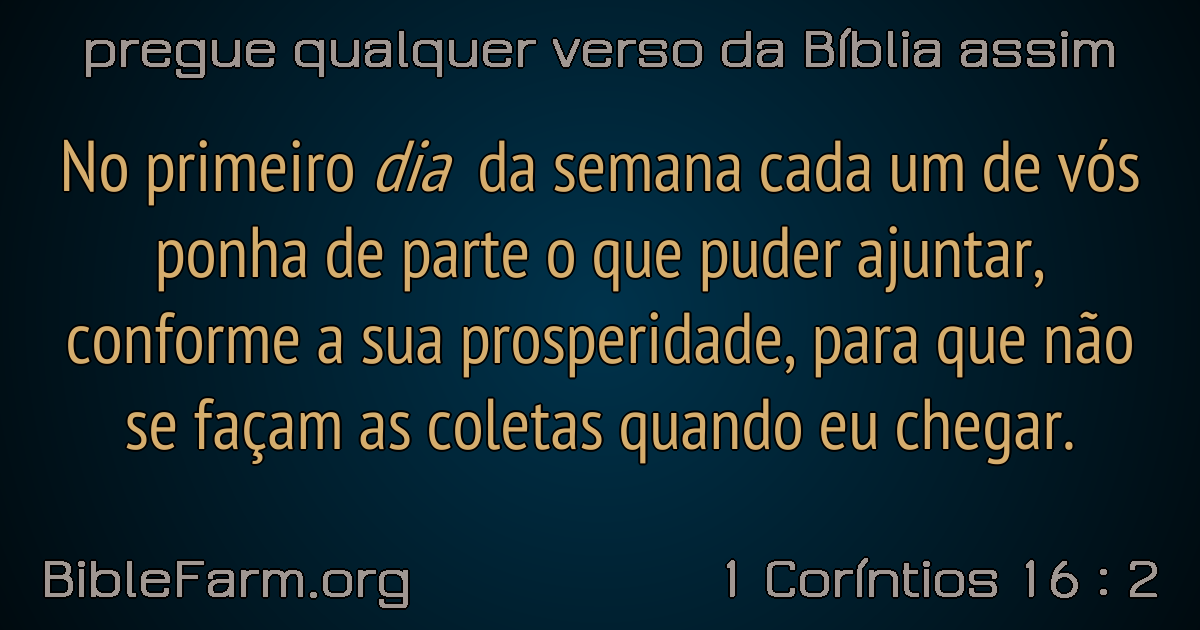 pregue qualquer verso da Bíblia assim
No primeiro dia da semana cada um de vós
ponha de parte o que puder ajuntar,
conforme a sua prosperidade, para que não
se façam as coletas quando eu chegar.
BibleFarm.org
1 Coríntios 16 : 2